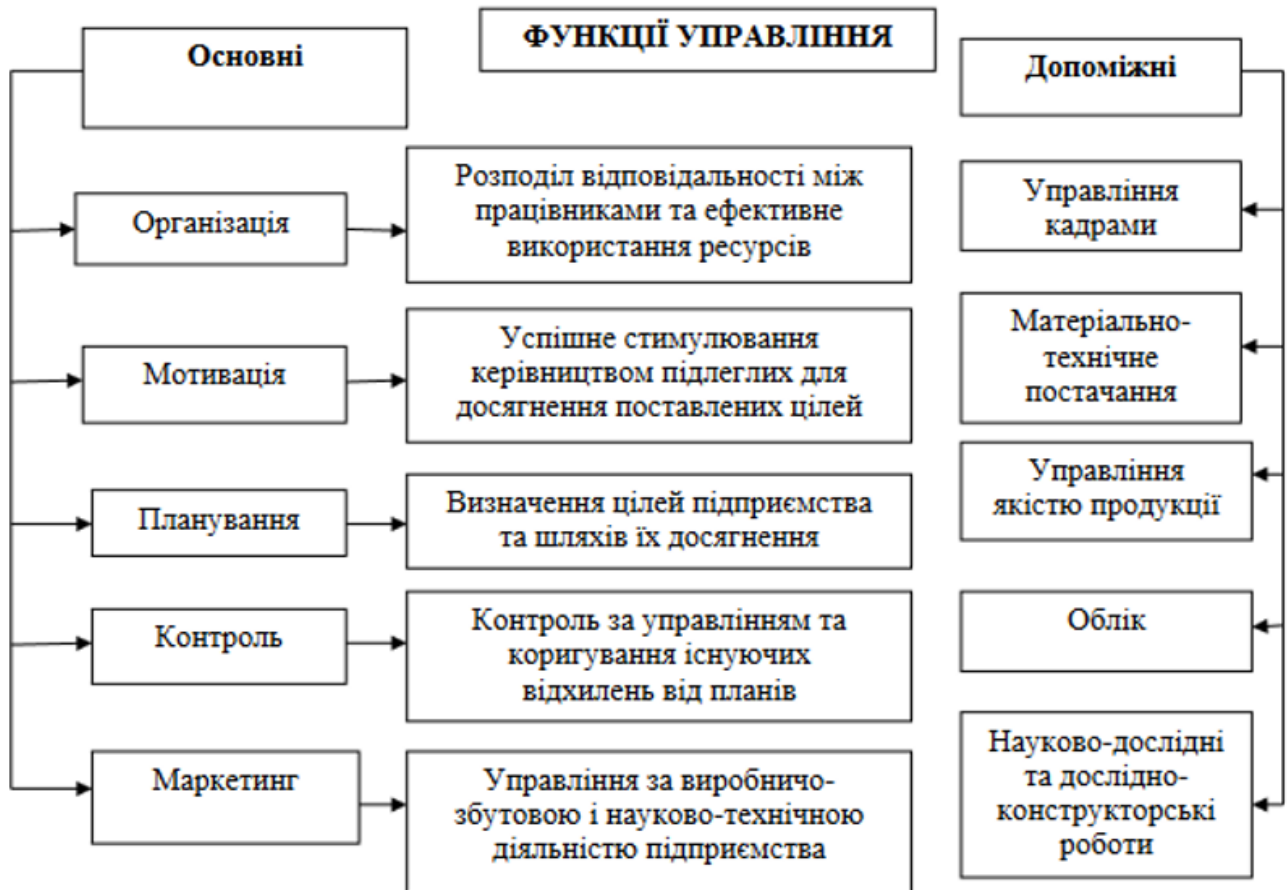 ФУНКЦІЇ УПРАВЛІННЯ
Основні
Допоміжні
Організація
Розподіл відповідальності між
працівниками та ефективне
використання ресурсів
Управління
кадрами
Мотивація
Успішне стимулювання
керівництвом підлеглих для
досягнення поставлених цілей
Матеріально-
технічне
постачання
Планування
Визначення цілей підприємства
та шляхів їх досягнення
Управління
якістю продукції
Контроль
Контроль за управлінням та
коригування існуючих
відхилень від планів
Облік
Маркетинг
Управління за виробничо-
збутовою і науково-технічною
діяльністю підприємства
Науково-дослідні
та дослідно-
конструкторські
роботи